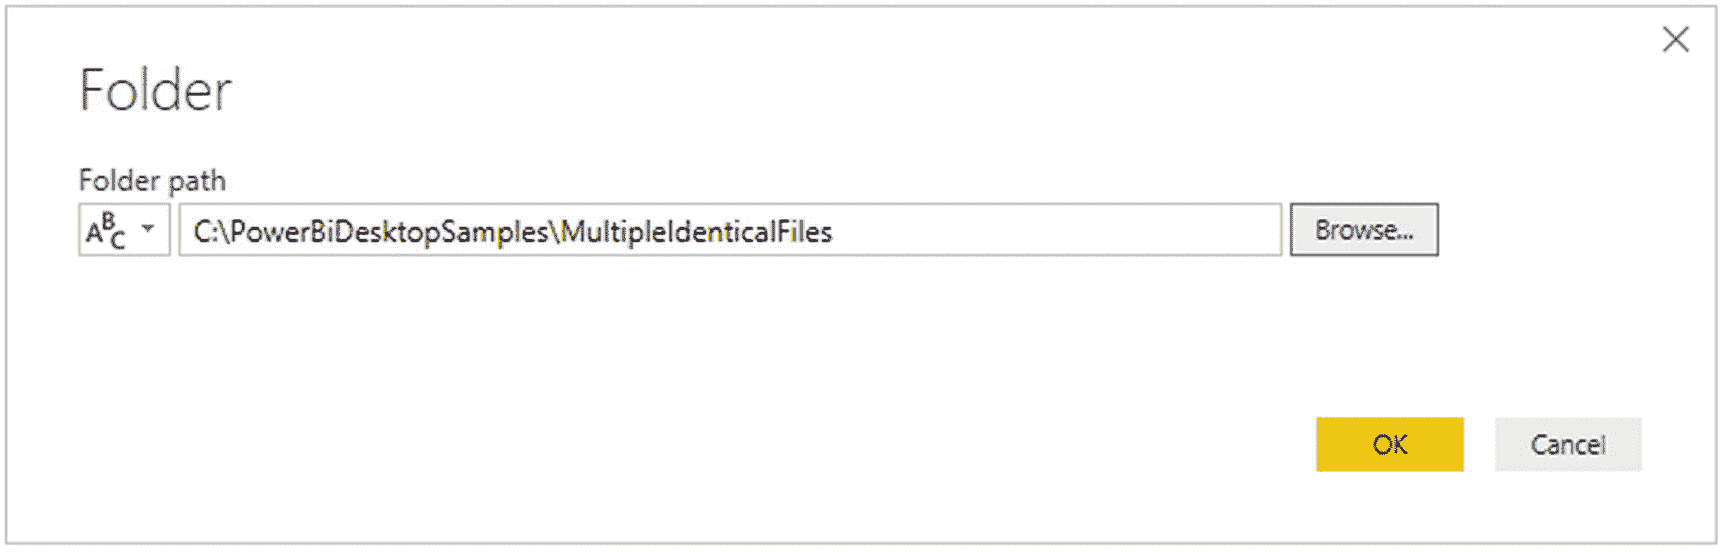 Folder
Folder path
ABC
C:\PowerBiDesktopSamples\MultipleIdenticalFiles
Browse...
OK
Cancel